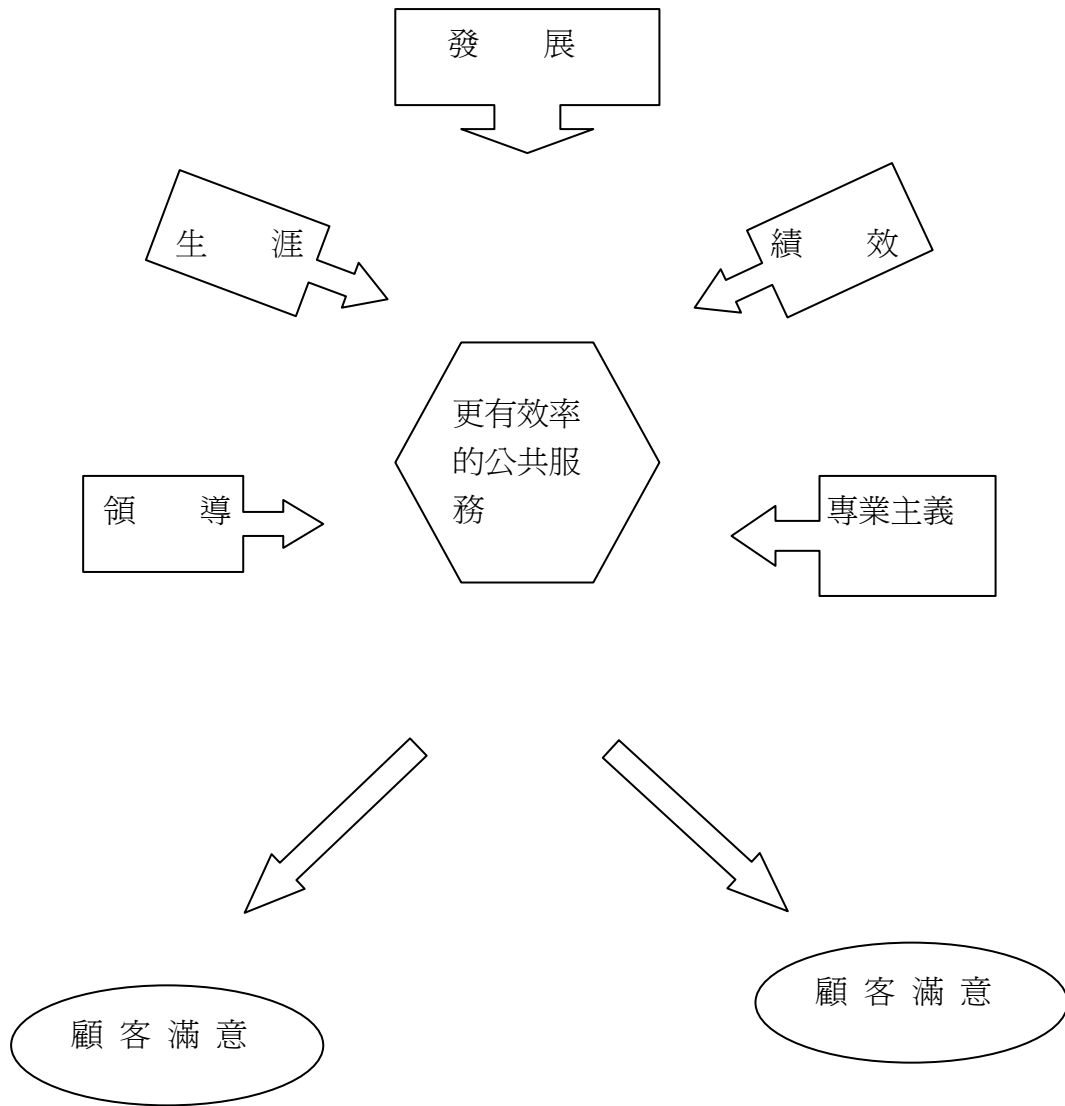 發　　展
生　　涯
績　　效
更有效率
的公共服
務
領　　導
專業主義
顧 客 滿 意
顧 客 滿 意